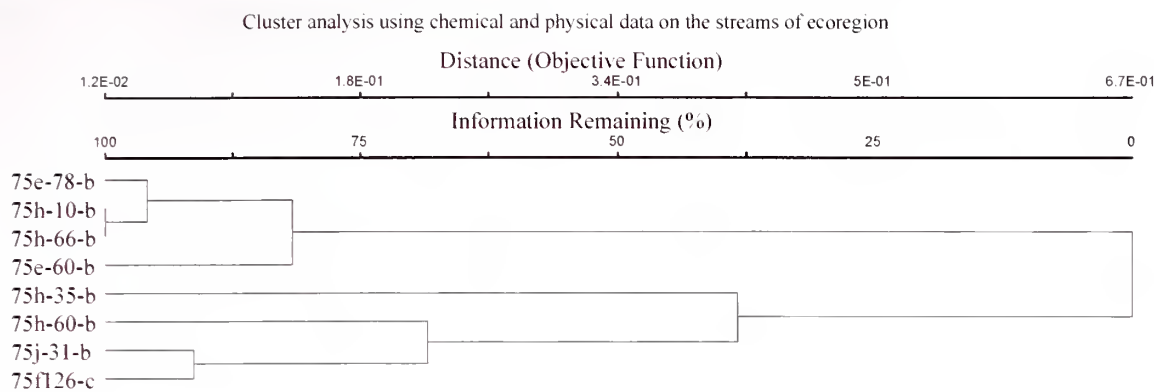 Cluster analysis using chemical and physical data on the streams of ecoregion
Distance (Objective Function)
1.2E-02 1.8E-01 3.4E-01 5E-01 6.7E-01
Information Remaining (%)
100 75 50 25 0
75e-78-b
75h-10-b
75h-66-b
75e-60-b
75h-35-b
75h-60-b
75j-31-b
75f126-c